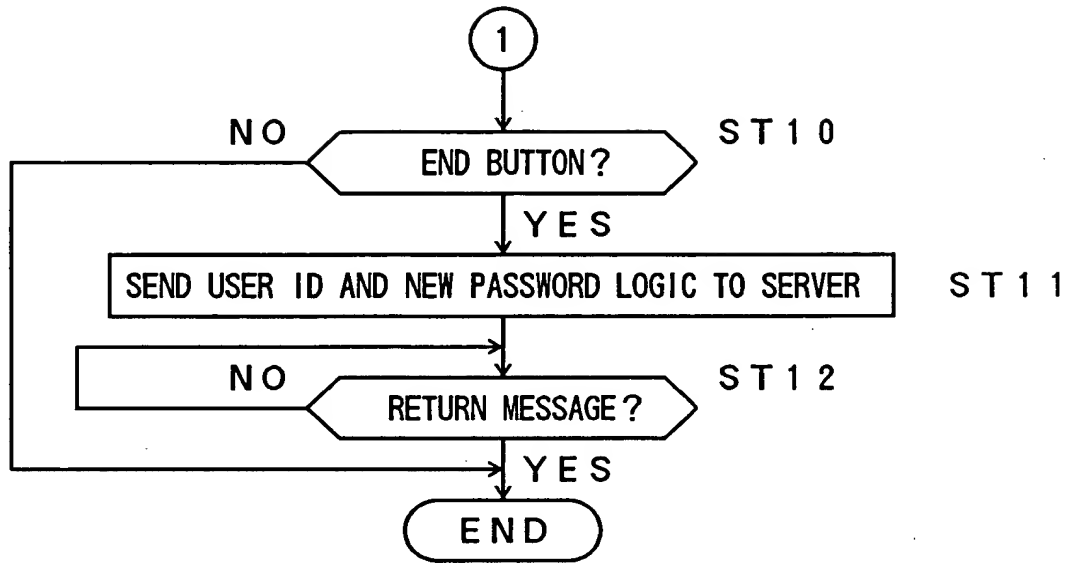 1
NO
ST10
END BUTTON?
YES
SEND USER ID AND NEW PASSWORD LOGIC TO SERVER
ST11
NO
ST12
RETURN MESSAGE?
YES
END